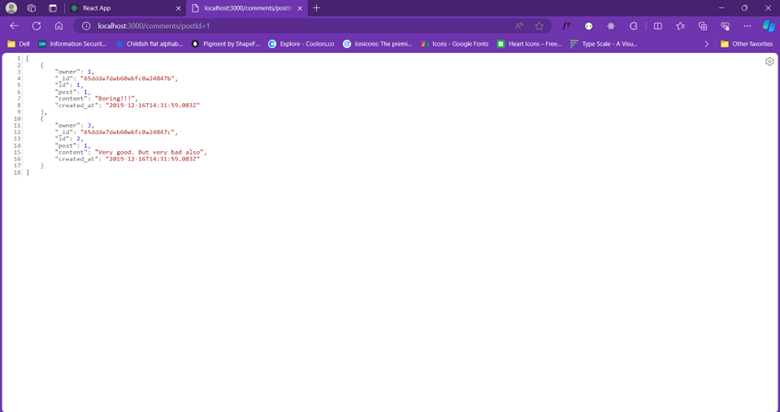 React App
localhost:3000/comments/postId
localhost:3000/comments/postId=1
Dell
Information Securit...
Childish flat alphab...
Pigment by ShapeF...
Explore - Coolors.co
Ionicons: The premi...
Icons - Google Fonts
Heart Icons – Free...
Type Scale - A Visu...
Other favorites
1 [
2 {
3 "owner": 1,
4 "_id": "65ddde7deb60ebfc0a24847b",
5 "id": 1,
6 "post": 1,
7 "content": "Boring!!!",
8 "created_at": "2019-12-16T14:31:59.083Z"
9 },
10 {
11 "owner": 3,
12 "_id": "65ddde7deb60ebfc0a24847c",
13 "id": 2,
14 "post": 1,
15 "content": "Very good. But very bad also",
16 "created_at": "2019-12-16T14:31:59.083Z"
17 }
18 ]